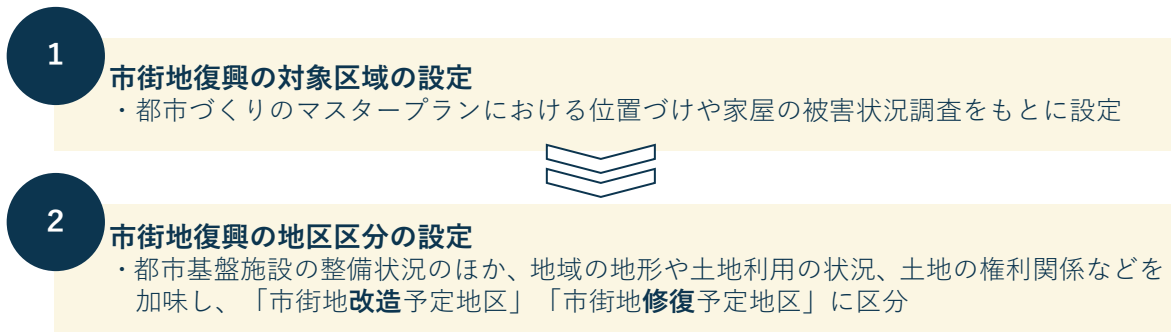 1
市街地復興の対象区域の設定
・都市づくりのマスタープランにおける位置づけや家屋の被害状況調査をもとに設定
2
市街地復興の地区区分の設定
・都市基盤施設の整備状況のほか、地域の地形や土地利用の状況、土地の権利関係などを
加味し、「市街地改造予定地区」「市街地修復予定地区」に区分